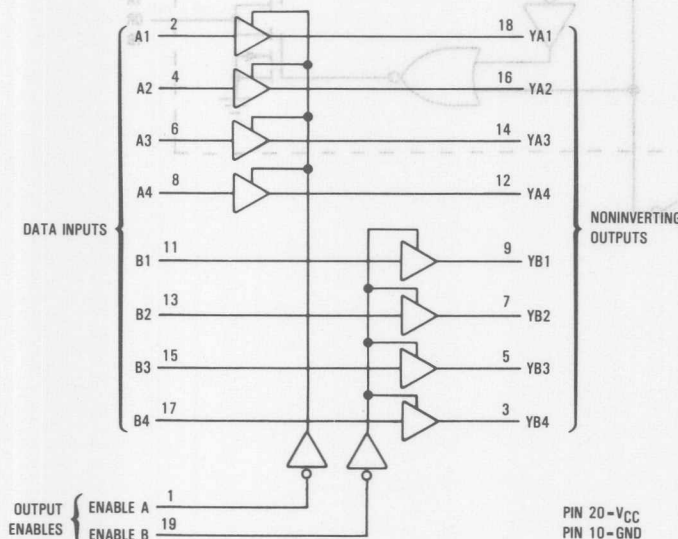 A1 2 18 YA1
A2 4 16 YA2
A3 6 14 YA3
A4 8 12 YA4
DATA INPUTS
NONINVERTING
OUTPUTS
B1 11 9 YB1
B2 13 7 YB2
B3 15 5 YB3
B4 17 3 YB4
OUTPUT
ENABLES
ENABLE A 1
ENABLE B 19
PIN 20 = VCC
PIN 10 = GND